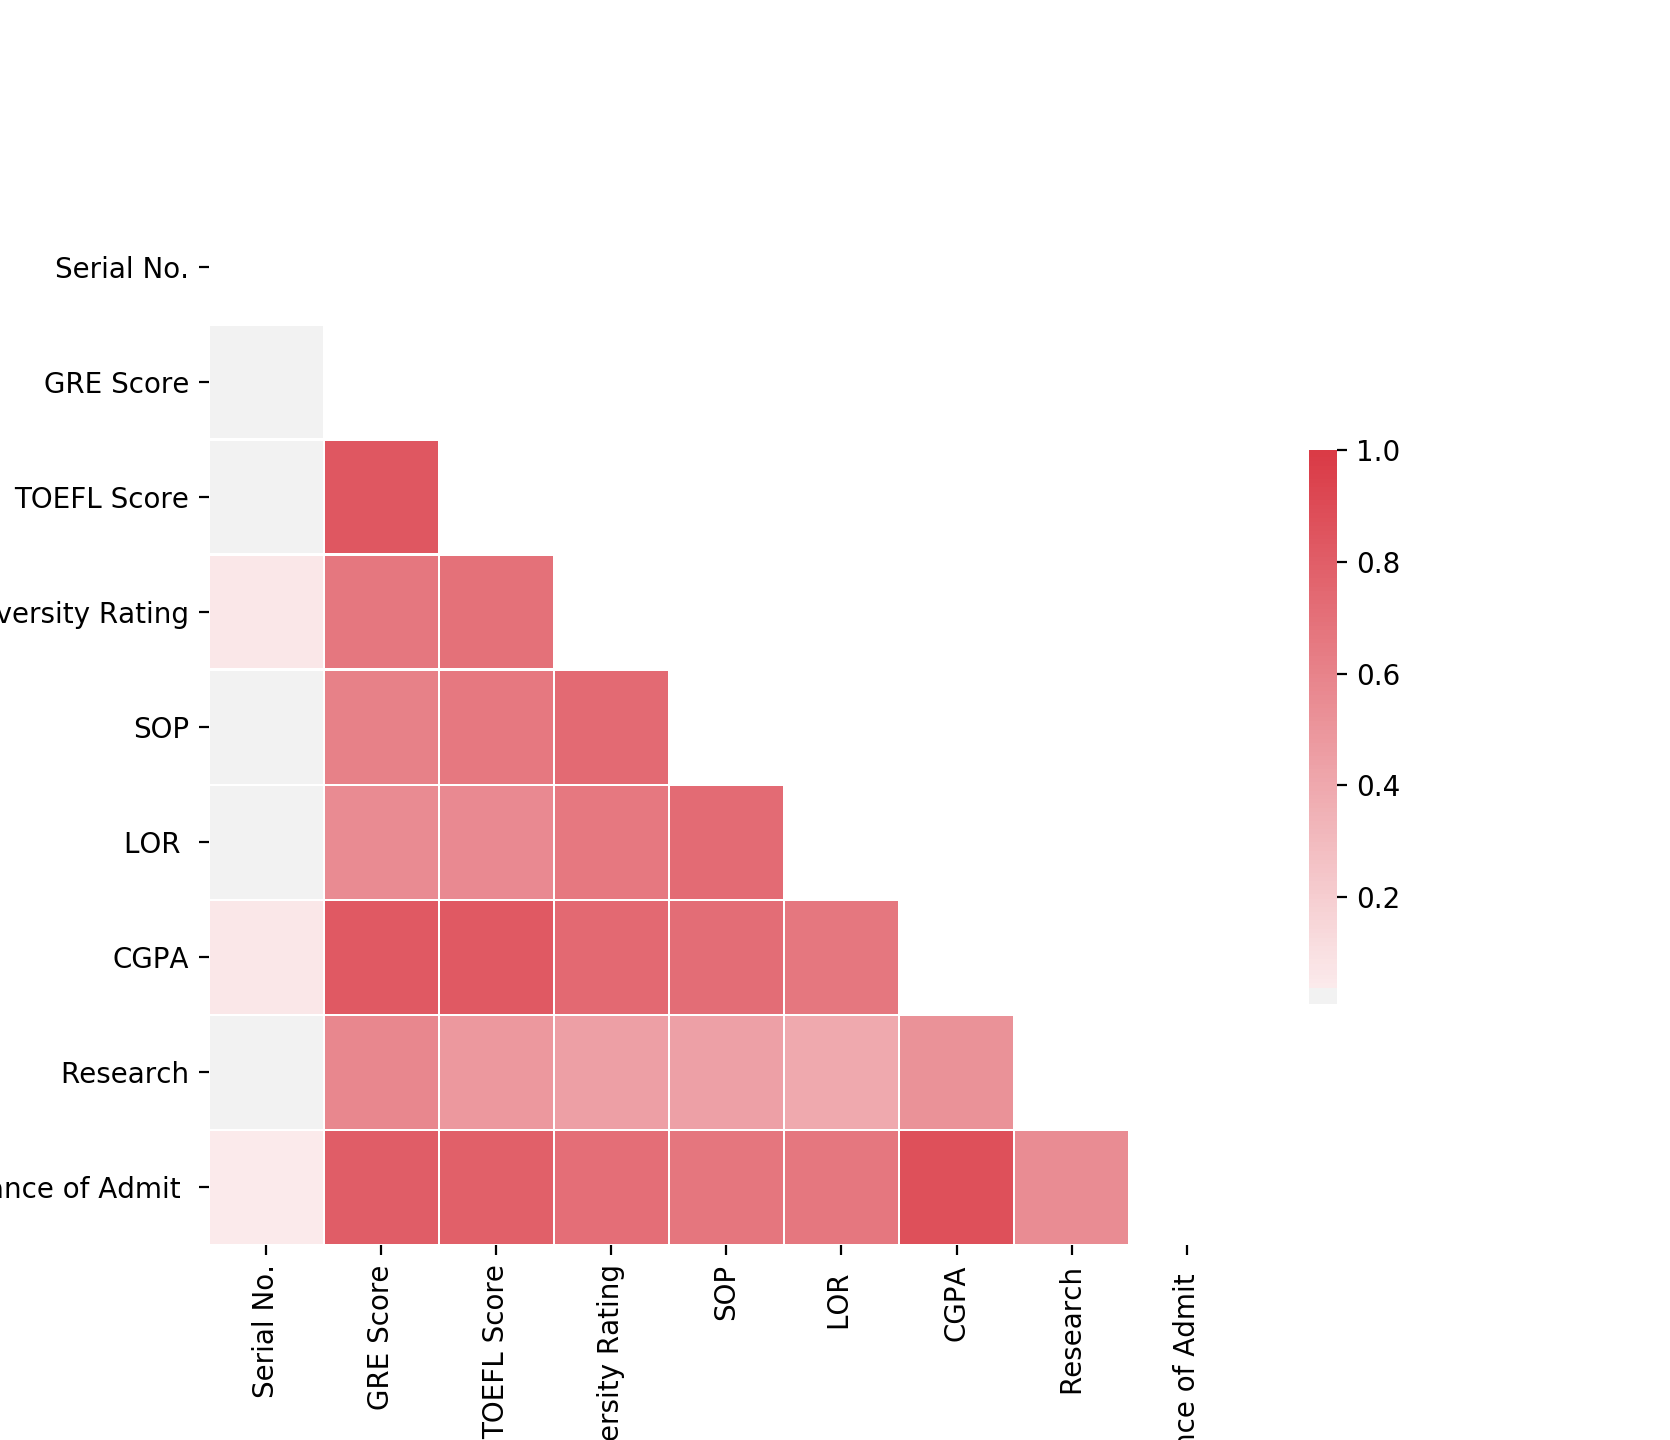 Serial No.
GRE Score
TOEFL Score
versity Rating
SOP
LOR
CGPA
Research
nce of Admit
1.0
0.8
0.6
0.4
0.2
Serial No.
GRE Score
TOEFL Score
ersity Rating
SOP
LOR
CGPA
Research
nce of Admit